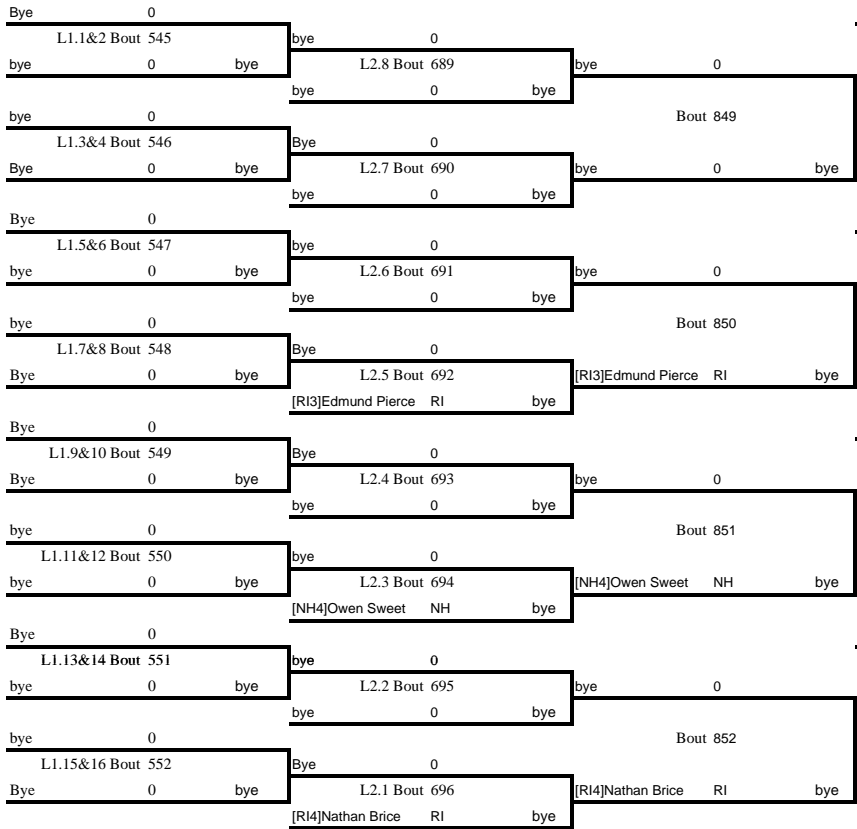 Bye 0
L1.1&2 Bout 545 bye 0
bye 0 bye L2.8 Bout 689 bye 0
bye 0 bye
bye 0 Bout 849
L1.3&4 Bout 546 Bye 0
Bye 0 bye L2.7 Bout 690 bye 0 bye
bye 0 bye
Bye 0
L1.5&6 Bout 547 bye 0
bye 0 bye L2.6 Bout 691 bye 0
bye 0 bye
bye 0 Bout 850
L1.7&8 Bout 548 Bye 0
Bye 0 bye L2.5 Bout 692 [RI3]Edmund Pierce RI bye
[RI3]Edmund Pierce RI bye
Bye 0
L1.9&10 Bout 549 Bye 0
Bye 0 bye L2.4 Bout 693 bye 0
bye 0 bye
bye 0 Bout 851
L1.11&12 Bout 550 bye 0
bye 0 bye L2.3 Bout 694 [NH4]Owen Sweet NH bye
[NH4]Owen Sweet NH bye
Bye 0
L1.13&14 Bout 551 bye 0
bye 0 bye L2.2 Bout 695 bye 0
bye 0 bye
bye 0 Bout 852
L1.15&16 Bout 552 Bye 0
Bye 0 bye L2.1 Bout 696 [RI4]Nathan Brice RI bye
[RI4]Nathan Brice RI bye